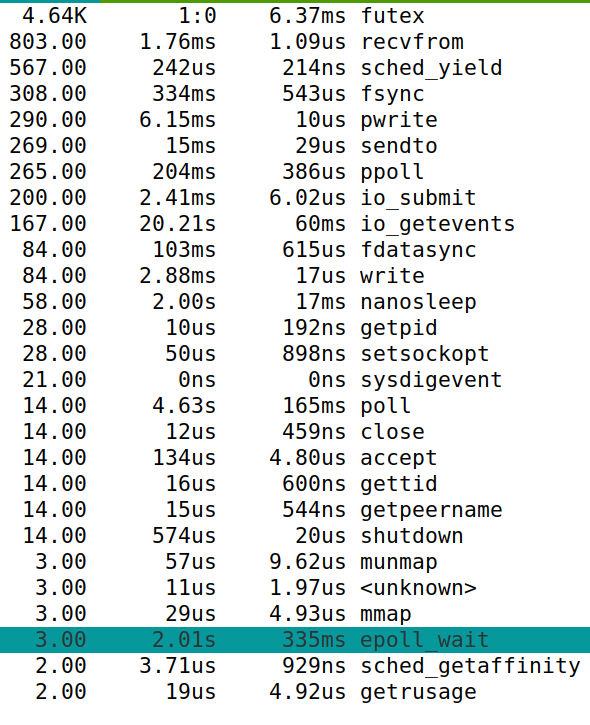 4.64K 1:0 6.37ms futex
803.00 1.76ms 1.09us recvfrom
567.00 242us 214ns sched_yield
308.00 334ms 543us fsync
290.00 6.15ms 10us pwrite
269.00 15ms 29us sendto
265.00 204ms 386us ppoll
200.00 2.41ms 6.02us io_submit
167.00 20.21s 60ms io_getevents
84.00 103ms 615us fdatasync
84.00 2.88ms 17us write
58.00 2.00s 17ms nanosleep
28.00 10us 192ns getpid
28.00 50us 898ns setsockopt
21.00 0ns 0ns sysdigevent
14.00 4.63s 165ms poll
14.00 12us 459ns close
14.00 134us 4.80us accept
14.00 16us 600ns gettid
14.00 15us 544ns getpeername
14.00 574us 20us shutdown
3.00 57us 9.62us munmap
3.00 11us 1.97us <unknown>
3.00 29us 4.93us mmap
3.00 2.01s 335ms epoll_wait
2.00 3.71us 929ns sched_getaffinity
2.00 19us 4.92us getrusage